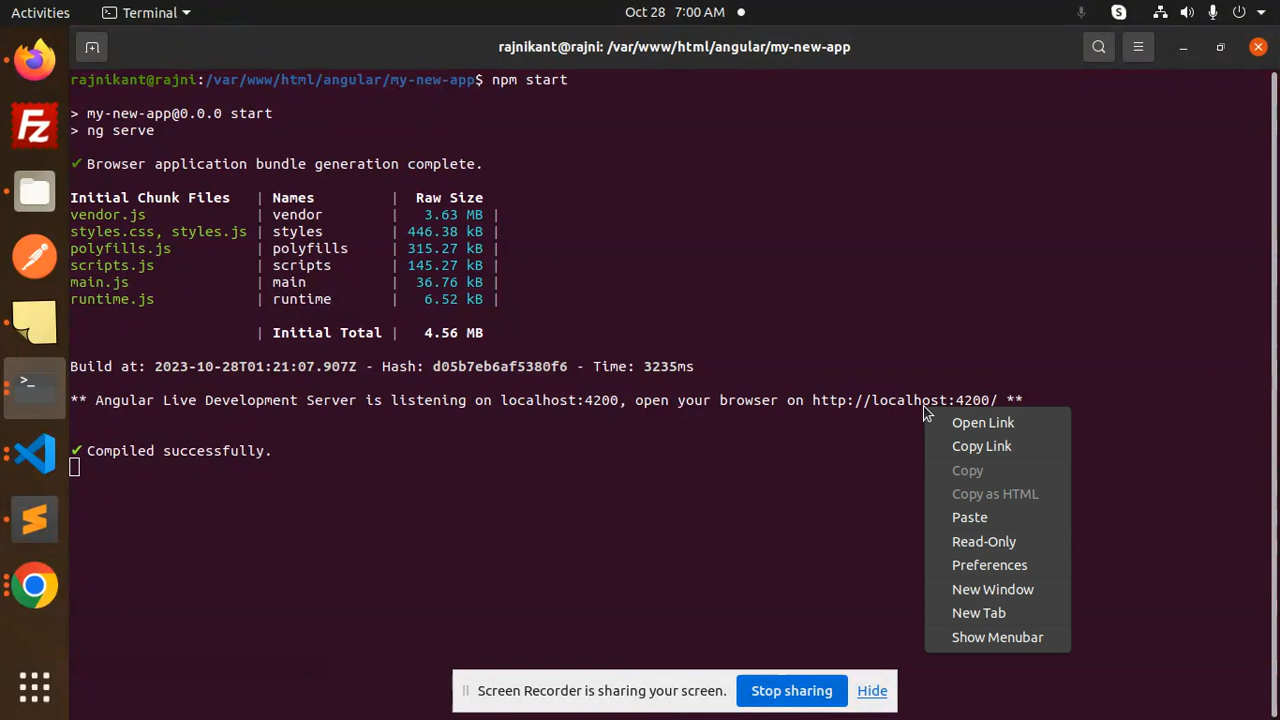 Activities Terminal Oct 28 7:00 AM
rajnikant@rajni: /var/www/html/angular/my-new-app
rajnikant@rajni:/var/www/html/angular/my-new-app$ npm start
> my-new-app@0.0.0 start
> ng serve
✔ Browser application bundle generation complete.
Initial Chunk Files | Names | Raw Size
vendor.js | vendor | 3.63 MB |
styles.css, styles.js | styles | 446.38 kB |
polyfills.js | polyfills | 315.27 kB |
scripts.js | scripts | 145.27 kB |
main.js | main | 36.76 kB |
runtime.js | runtime | 6.52 kB |
| Initial Total | 4.56 MB
Build at: 2023-10-28T01:21:07.907Z - Hash: d05b7eb6af5380f6 - Time: 3235ms
** Angular Live Development Server is listening on localhost:4200, open your browser on http://localhost:4200/ **
✔ Compiled successfully.
Open Link
Copy Link
Copy
Copy as HTML
Paste
Read-Only
Preferences
New Window
New Tab
Show Menubar
Screen Recorder is sharing your screen. Stop sharing Hide